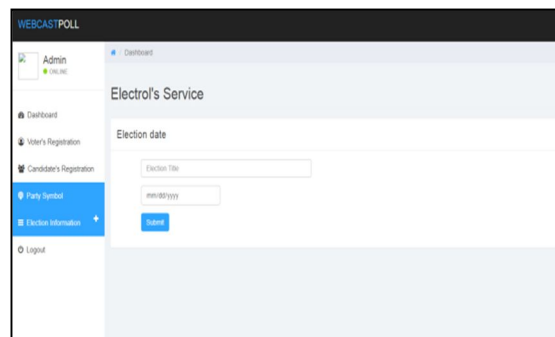 WEBCASTPOLL
Admin
ONLINE
Dashboard
Voter's Registration
Candidate's Registration
Party Symbol
Election Information +
Logout
/ Dashboard
Electrol's Service
Election date
Election Title
mm/dd/yyyy
Submit